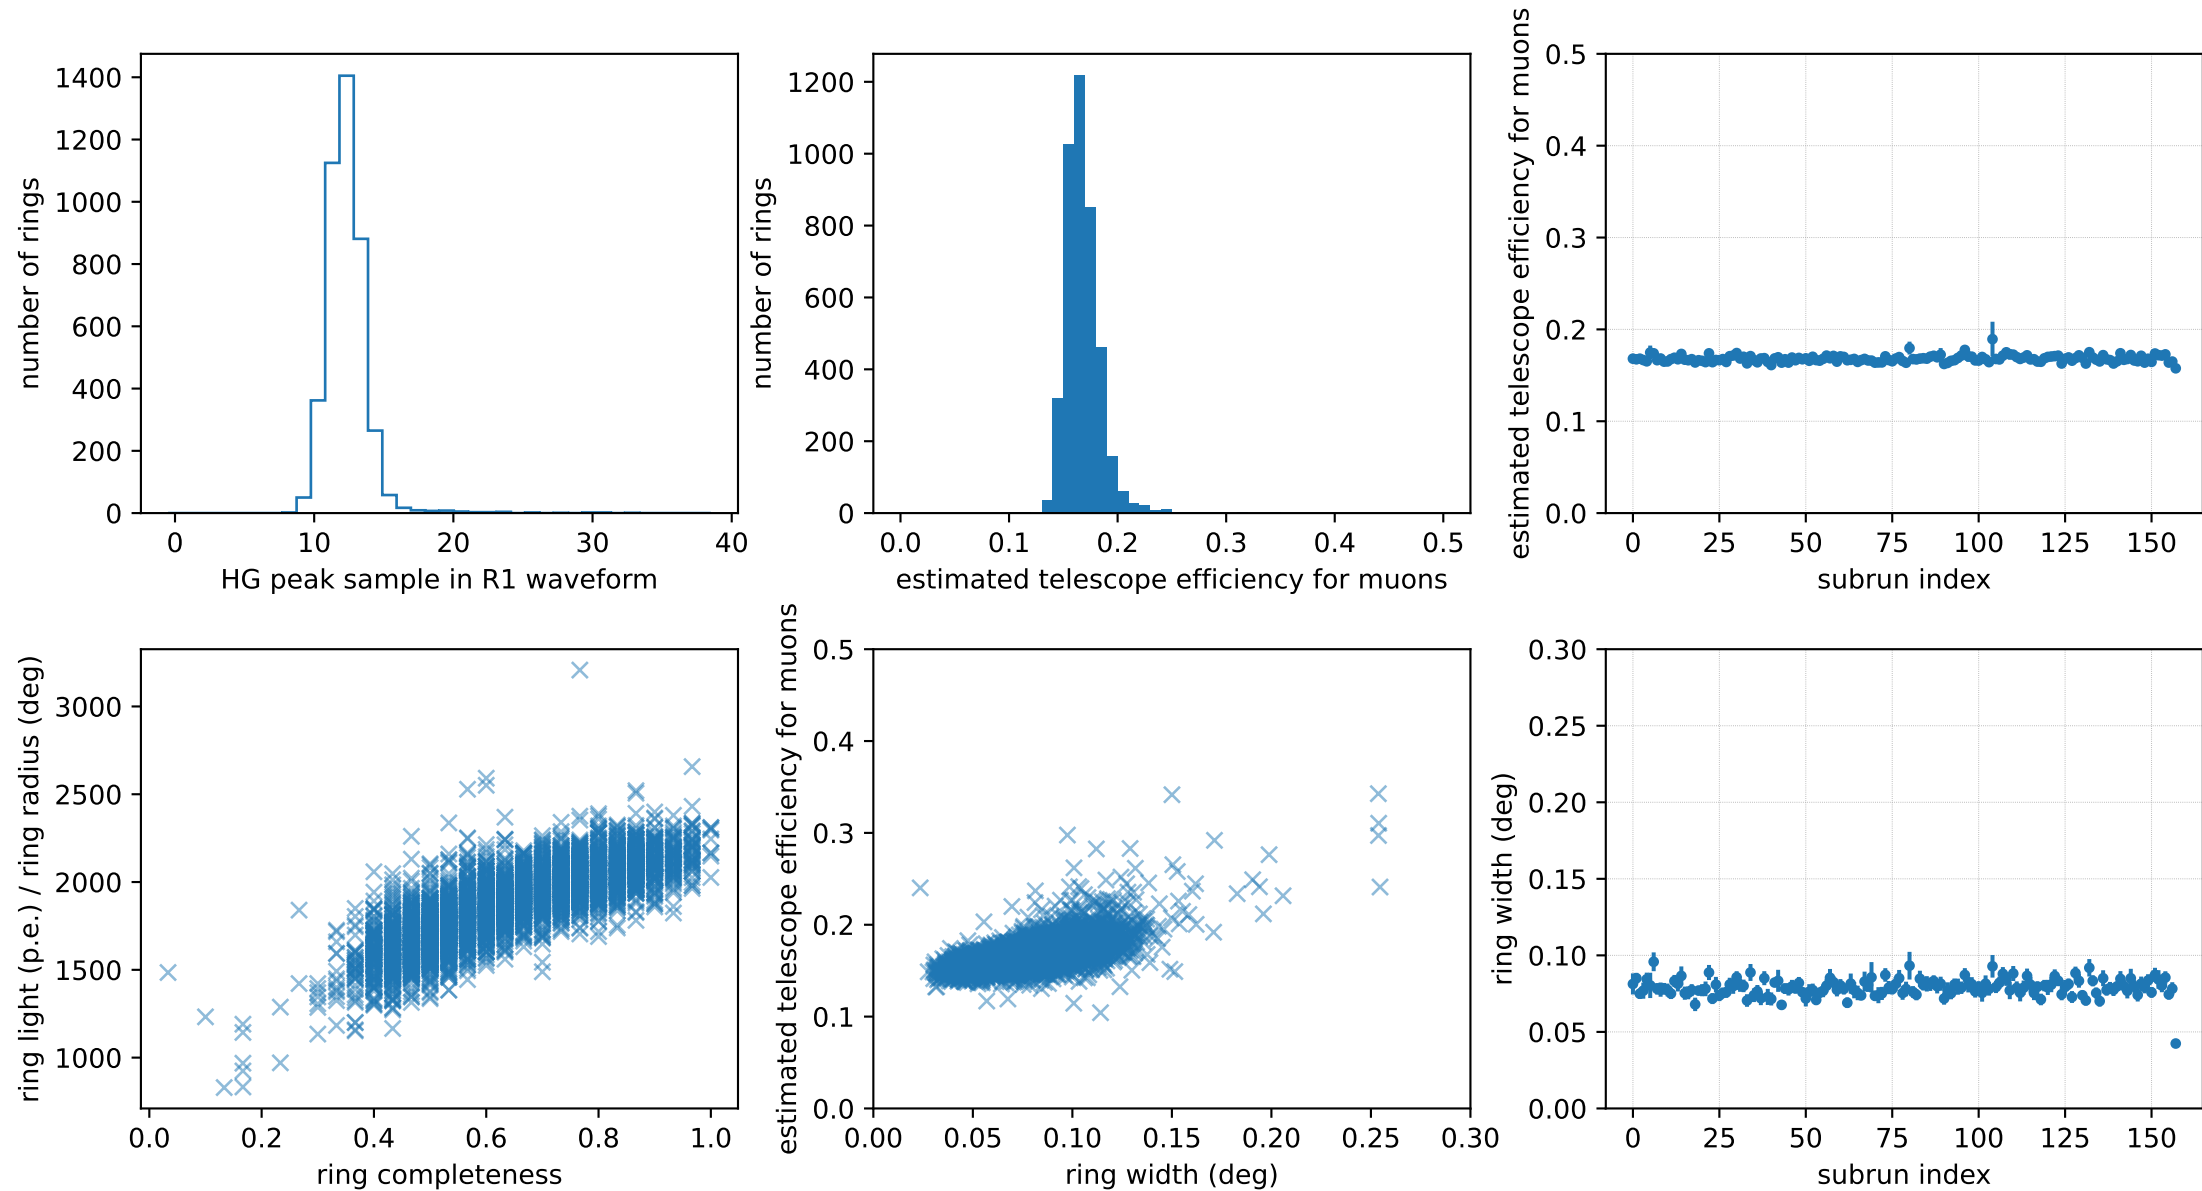 number of rings
1400
1200
1000
800
600
400
200
0
0 10 20 30 40
HG peak sample in R1 waveform
number of rings
1200
1000
800
600
400
200
0
0.0 0.1 0.2 0.3 0.4 0.5
estimated telescope efficiency for muons
estimated telescope efficiency for muons
0.5
0.4
0.3
0.2
0.1
0.0
0 25 50 75 100 125 150
subrun index
ring light (p.e.) / ring radius (deg)
3000
2500
2000
1500
1000
0.0 0.2 0.4 0.6 0.8 1.0
ring completeness
estimated telescope efficiency for muons
0.5
0.4
0.3
0.2
0.1
0.0
0.00 0.05 0.10 0.15 0.20 0.25 0.30
ring width (deg)
ring width (deg)
0.30
0.25
0.20
0.15
0.10
0.05
0.00
0 25 50 75 100 125 150
subrun index